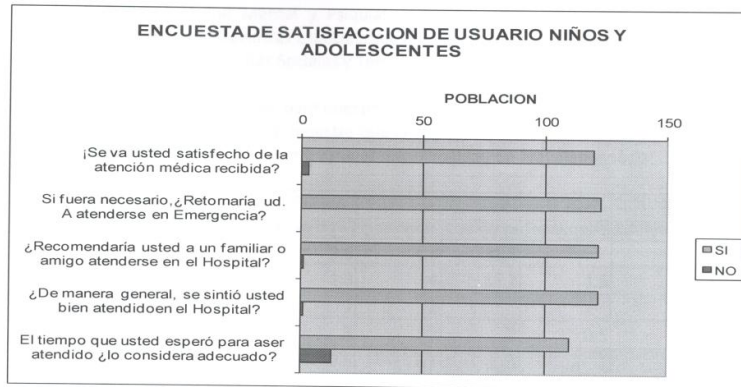 ENCUESTA DE SATISFACCION DE USUARIO NIÑOS Y
ADOLESCENTES
POBLACION
0 50 100 150
¡Se va usted satisfecho de la
atención médica recibida?
Si fuera necesario,¿Retornaría ud.
A atenderse en Emergencia?
¿Recomendaría usted a un familiar o
amigo atenderse en el Hospital?
¿De manera general, se sintió usted
bien atendidoen el Hospital?
El tiempo que usted esperó para aser
atendido ¿lo considera adecuado?
SI
NO